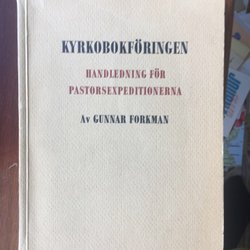 KYRKOBOKFÖRINGEN
HANDLEDNING FÖR
PASTORSEXPEDITIONERNA
Av GUNNAR FORKMAN